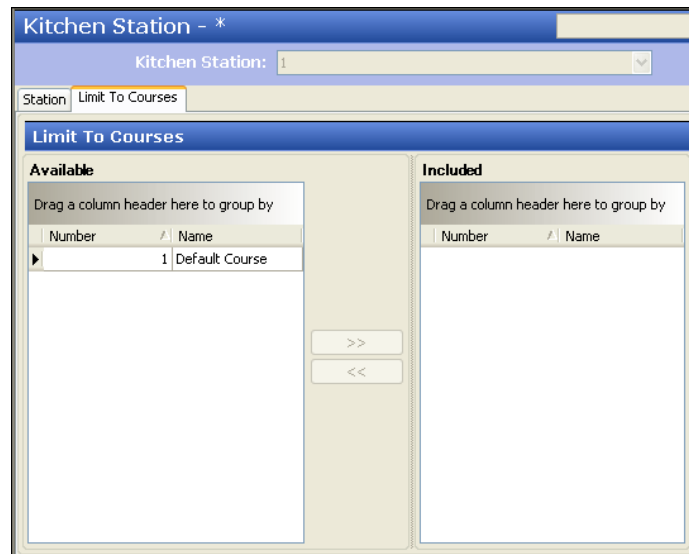 Kitchen Station - *
Kitchen Station: 1
Station Limit To Courses
Limit To Courses
Available
Drag a column header here to group by
Number Name
1 Default Course
>>
<<
Included
Drag a column header here to group by
Number Name